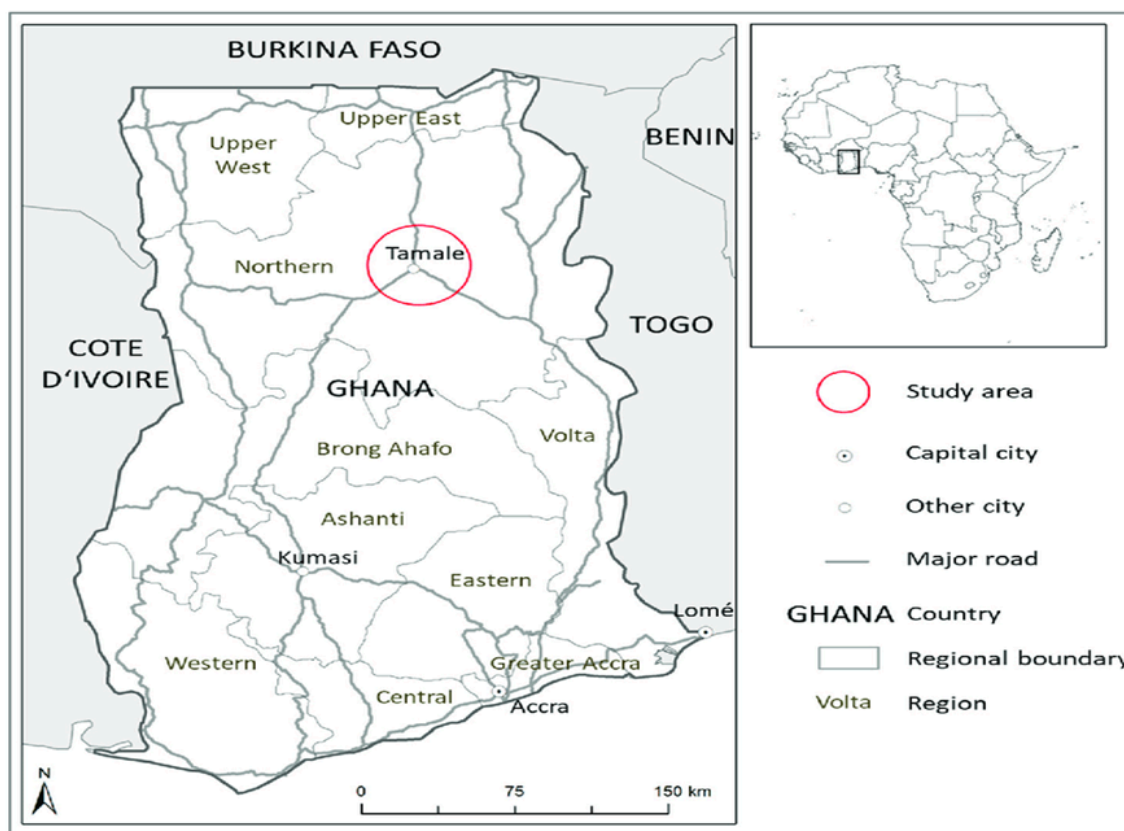 BURKINA FASO
Upper East
Upper
West
BENIN
Tamale
Northern
TOGO
COTE
D'IVOIRE
GHANA
Volta
Brong Ahafo
Ashanti
Kumasi
Eastern
Lomé
Western
Greater Accra
Central
Accra
N
0 75 150 km
Study area
Capital city
Other city
Major road
GHANA Country
Regional boundary
Volta Region